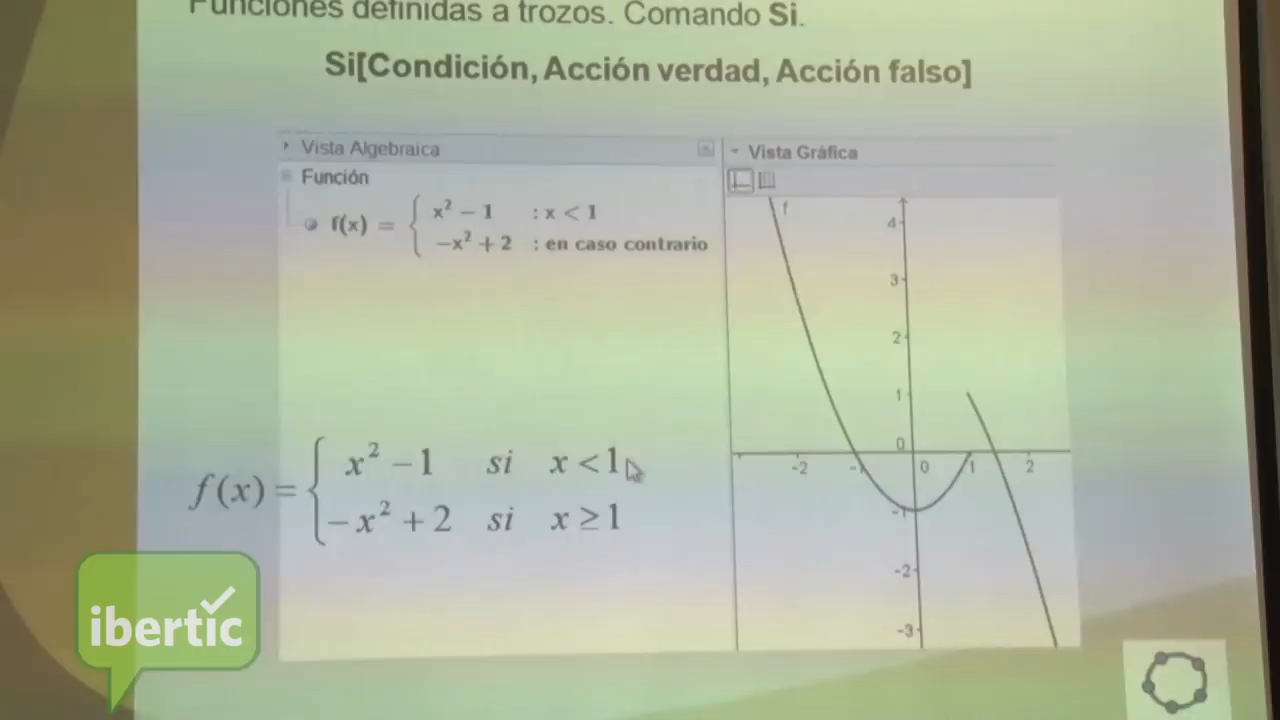 Funciones definidas a trozos. Comando Si.
Si[Condición, Acción verdad, Acción falso]
Vista Algebraica
Vista Gráfica
Función
f(x) = { x² − 1 : x < 1
−x² + 2 : en caso contrario
f
4
3
2
1
0
-2 -1 0 1 2
-1
-2
-3
f(x) = { x² − 1 si x < 1
−x² + 2 si x ≥ 1
ibertic